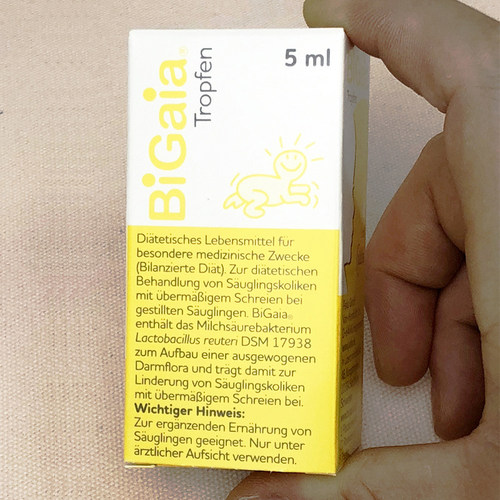 BiGaia®
Tropfen
5 ml
Diätetisches Lebensmittel für
besondere medizinische Zwecke
(Bilanzierte Diät). Zur diätetischen
Behandlung von Säuglingskoliken
mit übermäßigem Schreien bei
gestillten Säuglingen. BiGaia®
enthält das Milchsäurebakterium
Lactobacillus reuteri DSM 17938
zum Aufbau einer ausgewogenen
Darmflora und trägt damit zur
Linderung von Säuglingskoliken
mit übermäßigem Schreien bei.
Wichtiger Hinweis:
Zur ergänzenden Ernährung von
Säuglingen geeignet. Nur unter
ärztlicher Aufsicht verwenden.